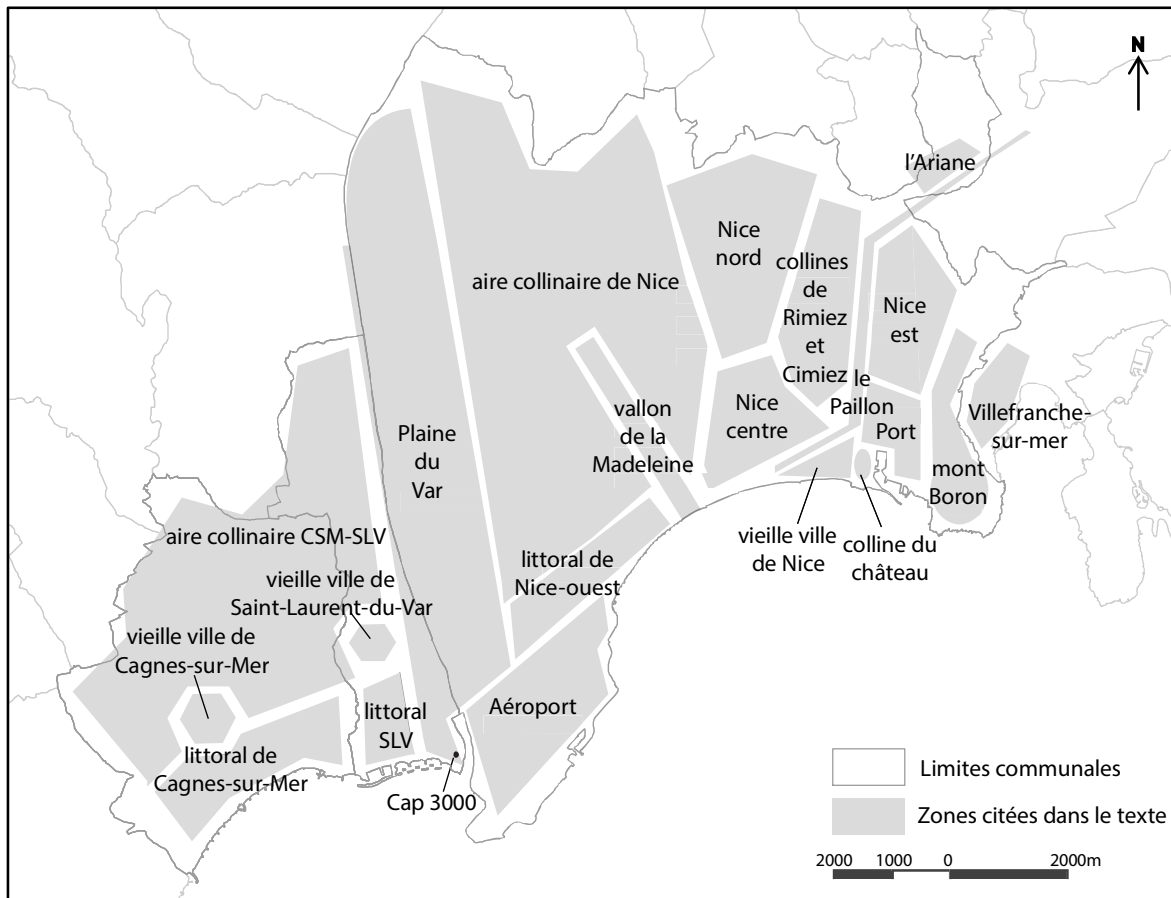 N
l'Ariane
Nice
nord
collines
de
Rimiez
et
Cimiez
aire collinaire de Nice
Nice
est
le
Paillon
Port
Villefranche-
sur-mer
mont
Boron
Nice
centre
vallon
de la
Madeleine
Plaine
du
Var
vieille ville
de Nice
colline du
château
aire collinaire CSM-SLV
littoral de
Nice-ouest
vieille ville de
Saint-Laurent-du-Var
vieille ville de
Cagnes-sur-Mer
Aéroport
littoral
SLV
littoral de
Cagnes-sur-Mer
Cap 3000
Limites communales
Zones citées dans le texte
2000 1000 0 2000m